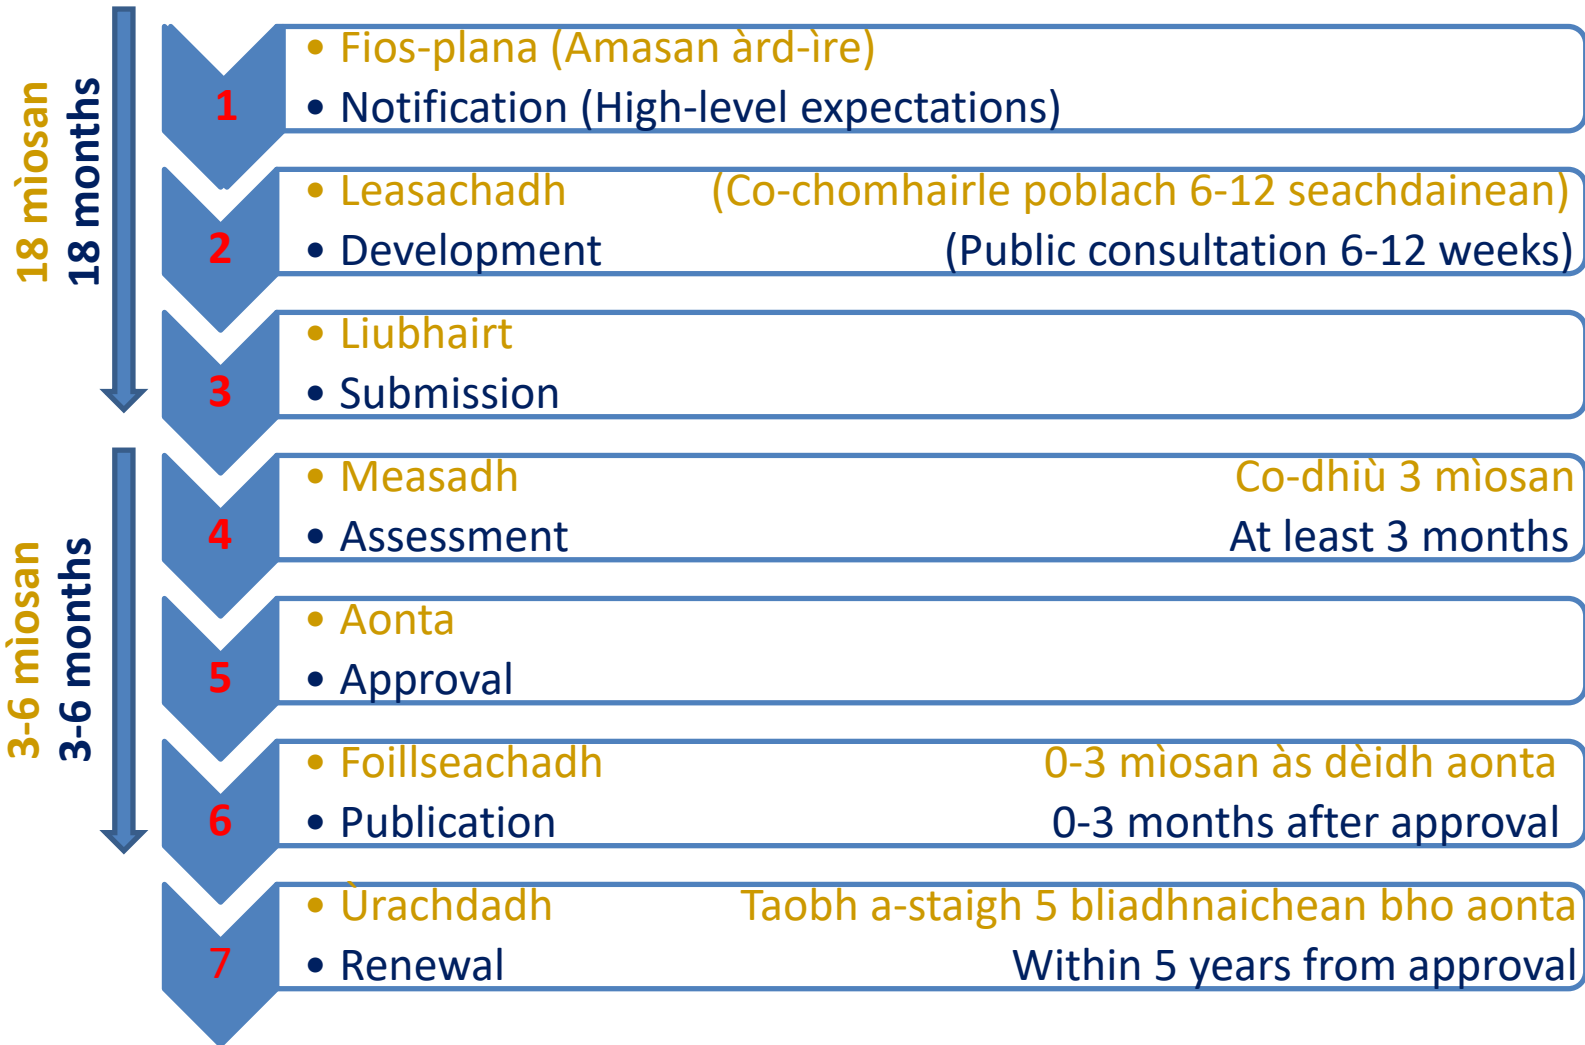 18 mìosan
18 months
1
• Fios-plana (Amasan àrd-ìre)
• Notification (High-level expectations)
2
• Leasachadh (Co-chomhairle poblach 6-12 seachdainean)
• Development (Public consultation 6-12 weeks)
3
• Liubhairt
• Submission
3-6 mìosan
3-6 months
4
• Measadh Co-dhiù 3 mìosan
• Assessment At least 3 months
5
• Aonta
• Approval
6
• Foillseachadh 0-3 mìosan às dèidh aonta
• Publication 0-3 months after approval
7
• Ùrachdadh Taobh a-staigh 5 bliadhnaichean bho aonta
• Renewal Within 5 years from approval